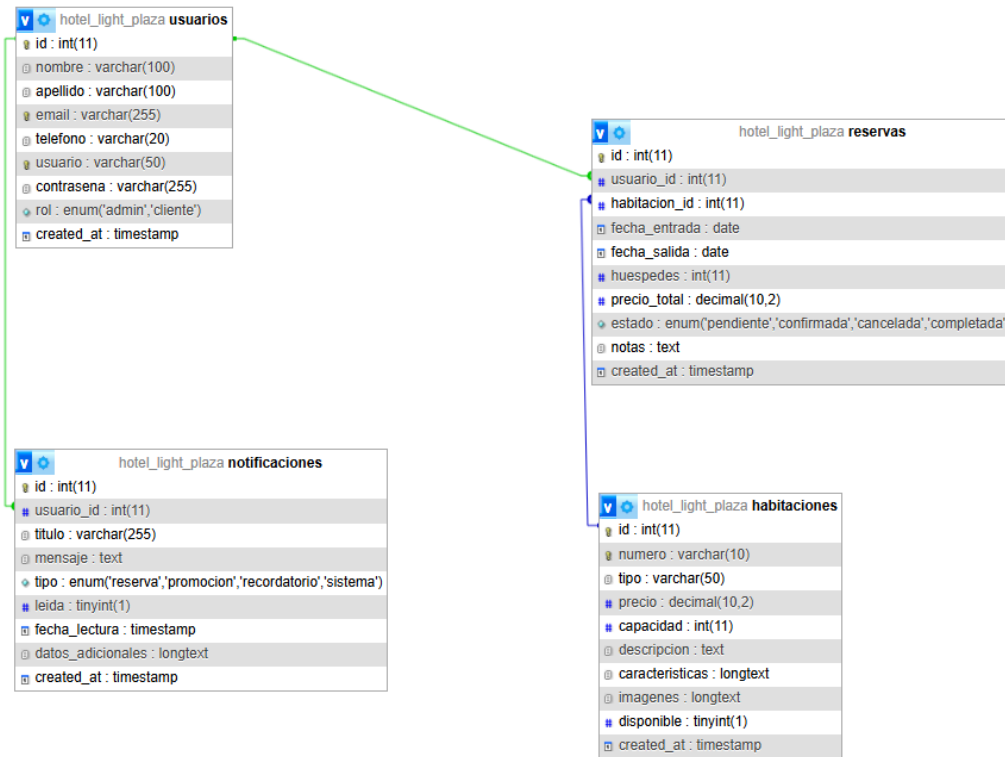 hotel_light_plaza usuarios
id : int(11)
nombre : varchar(100)
apellido : varchar(100)
email : varchar(255)
telefono : varchar(20)
usuario : varchar(50)
contrasena : varchar(255)
rol : enum('admin','cliente')
created_at : timestamp
hotel_light_plaza reservas
id : int(11)
usuario_id : int(11)
habitacion_id : int(11)
fecha_entrada : date
fecha_salida : date
huespedes : int(11)
precio_total : decimal(10,2)
estado : enum('pendiente','confirmada','cancelada','completada'
notas : text
created_at : timestamp
hotel_light_plaza notificaciones
id : int(11)
usuario_id : int(11)
titulo : varchar(255)
mensaje : text
tipo : enum('reserva','promocion','recordatorio','sistema')
leida : tinyint(1)
fecha_lectura : timestamp
datos_adicionales : longtext
created_at : timestamp
hotel_light_plaza habitaciones
id : int(11)
numero : varchar(10)
tipo : varchar(50)
precio : decimal(10,2)
capacidad : int(11)
descripcion : text
caracteristicas : longtext
imagenes : longtext
disponible : tinyint(1)
created_at : timestamp